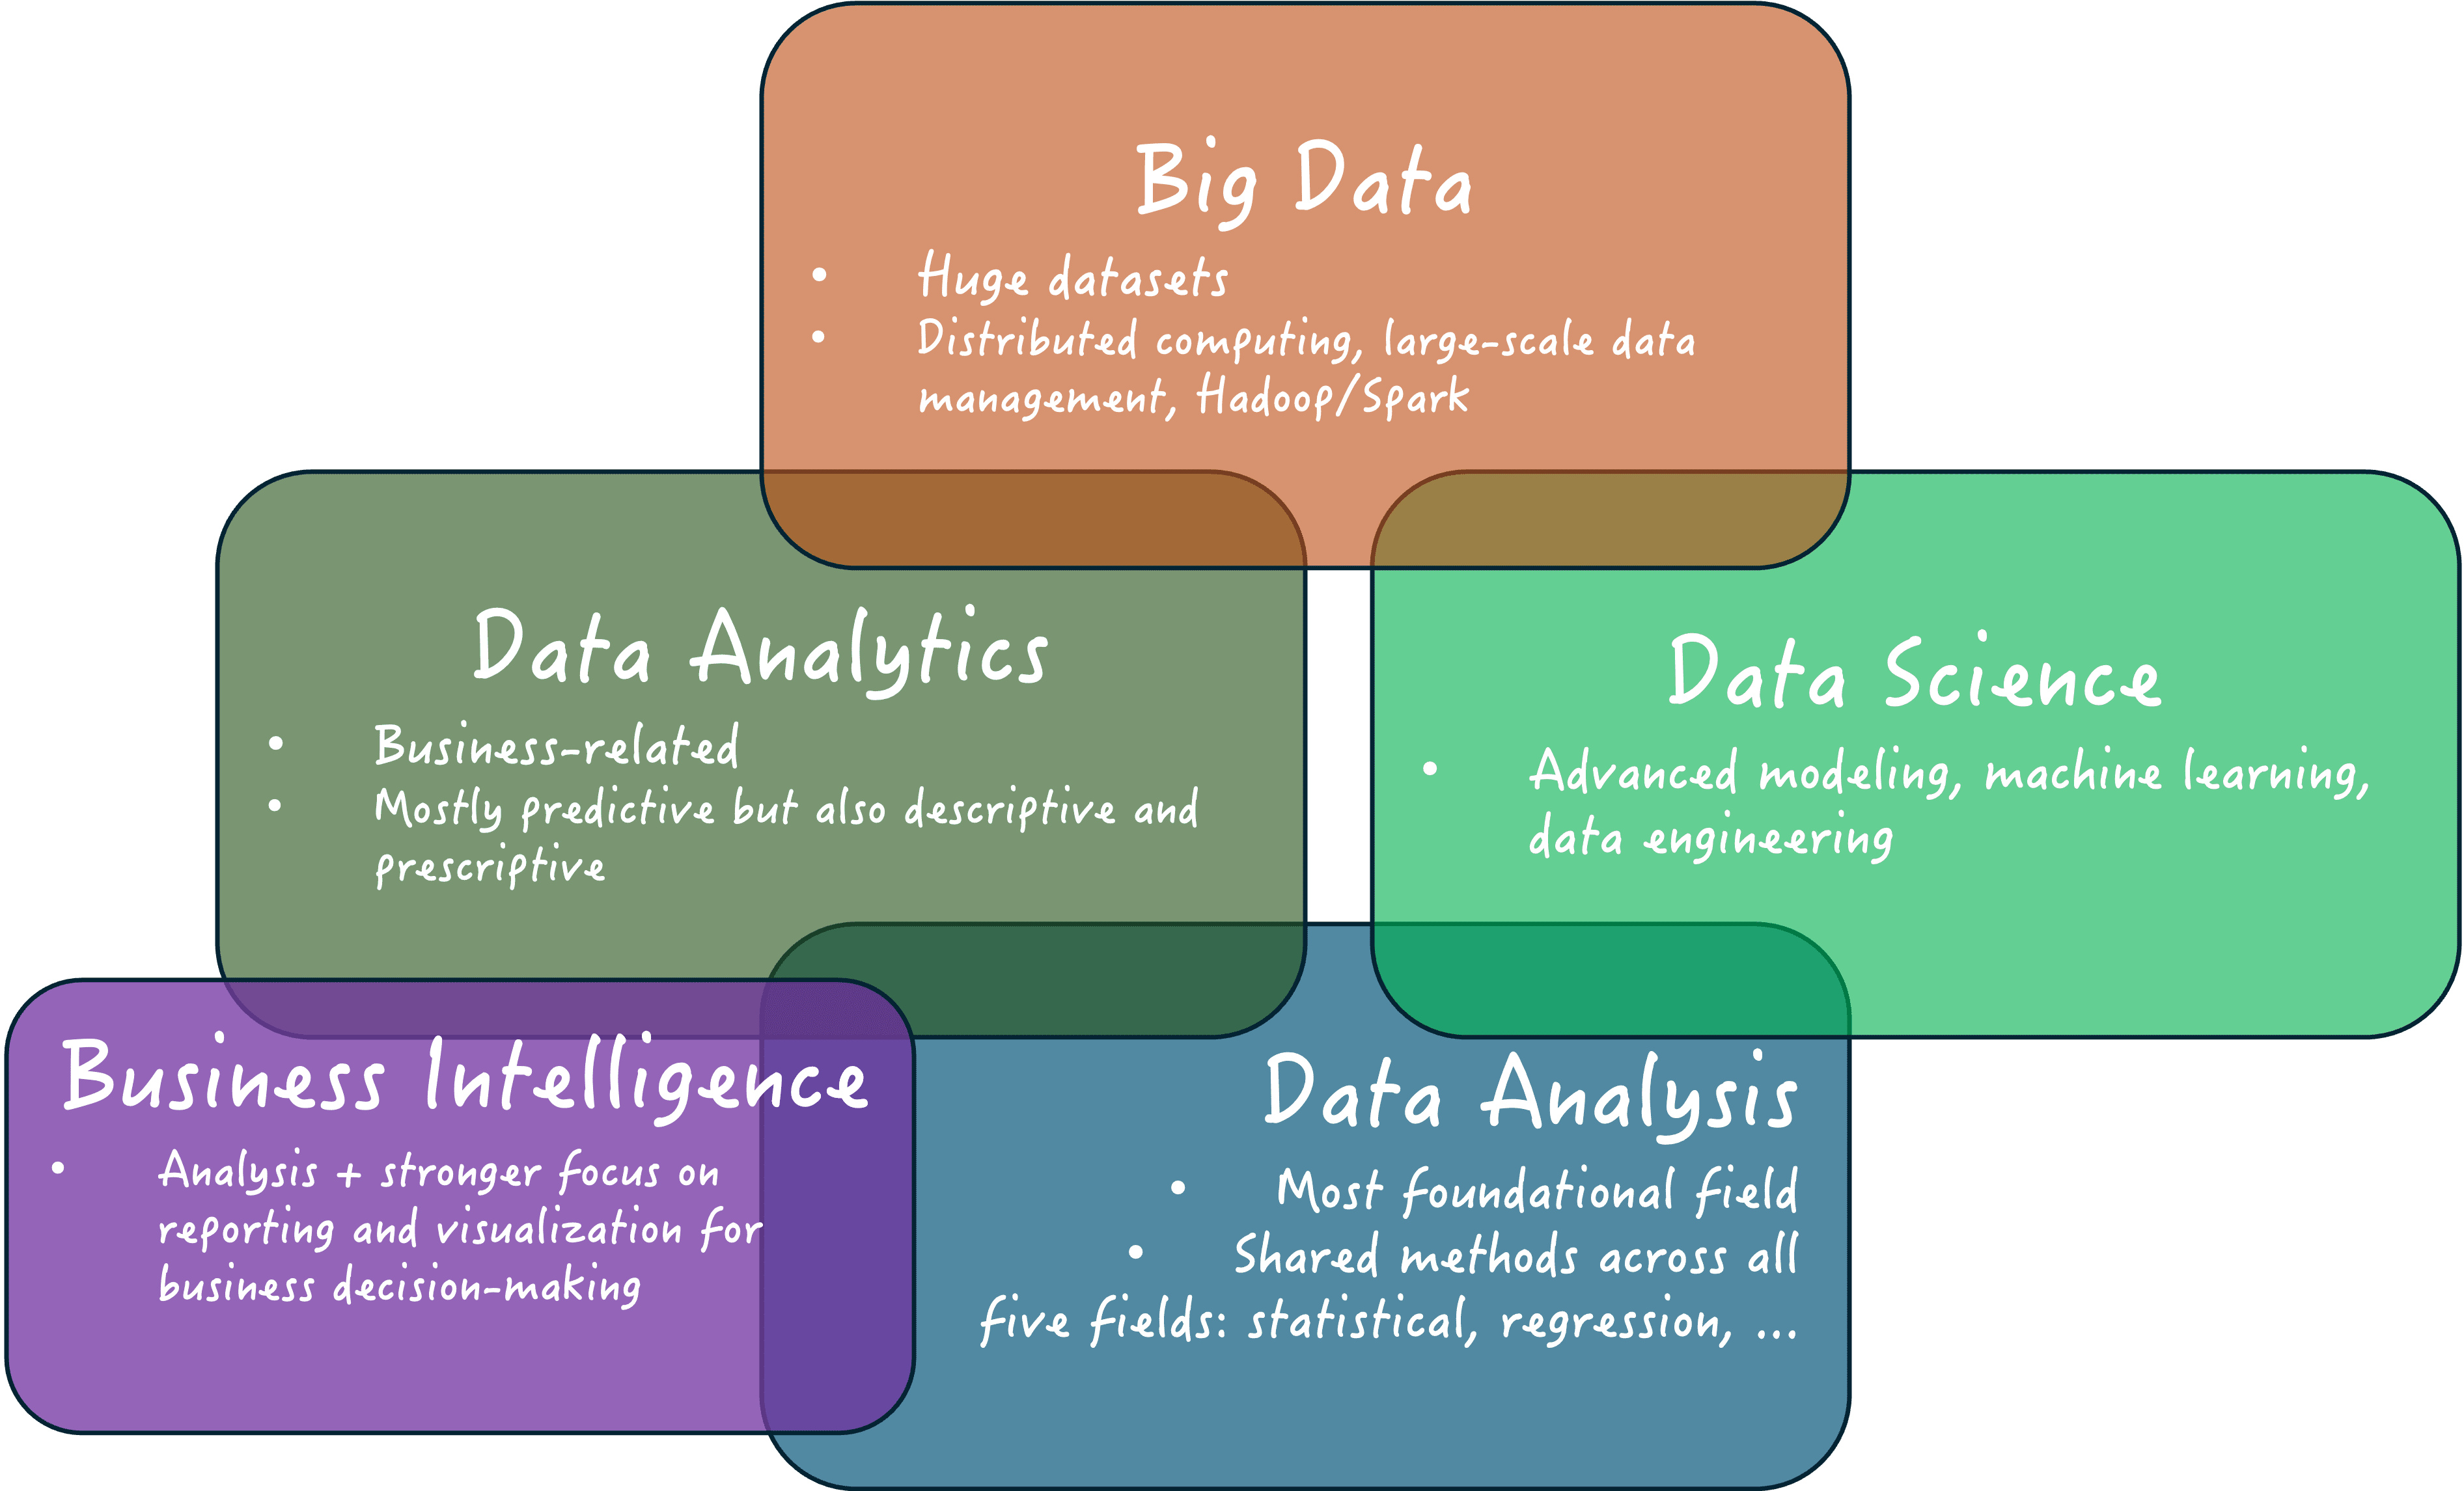 Big Data
• Huge datasets
• Distributed computing, large-scale data
management, Hadoop/Spark
Data Analytics
• Business-related
• Mostly predictive but also descriptive and
prescriptive
Data Science
• Advanced modeling, machine learning,
data engineering
Business Intelligence
• Analysis + stronger focus on
reporting and visualization for
business decision-making
Data Analysis
• Most foundational field
• Shared methods across all
five fields: statistical, regression, ...